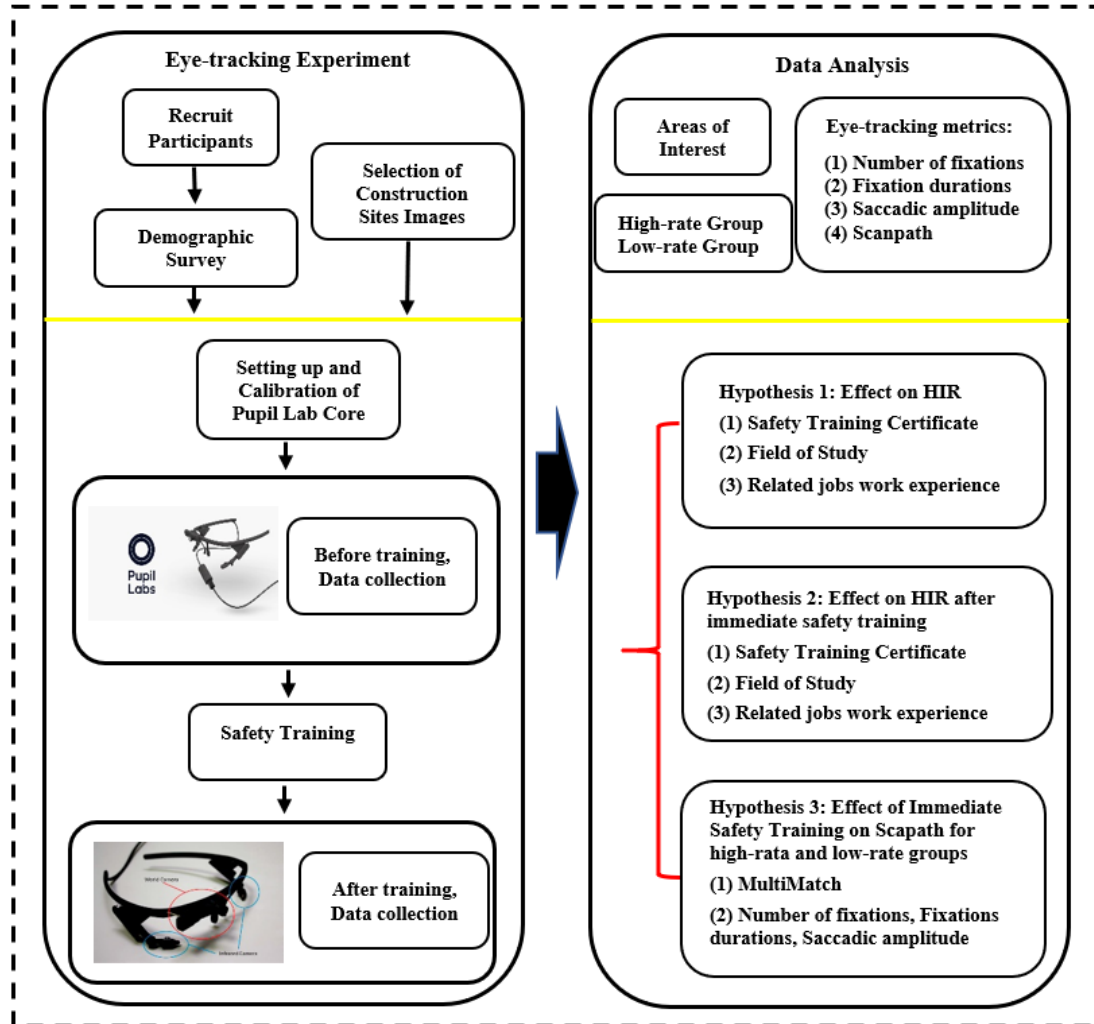 Eye-tracking Experiment
Recruit
Participants
Demographic
Survey
Selection of
Construction
Sites Images
Setting up and
Calibration of
Pupil Lab Core
Pupil
Labs
Before training,
Data collection
Safety Training
World Camera
Infrared Camera
After training,
Data collection
Data Analysis
Areas of
Interest
High-rate Group
Low-rate Group
Eye-tracking metrics:
(1) Number of fixations
(2) Fixation durations
(3) Saccadic amplitude
(4) Scanpath
Hypothesis 1: Effect on HIR
(1) Safety Training Certificate
(2) Field of Study
(3) Related jobs work experience
Hypothesis 2: Effect on HIR after
immediate safety training
(1) Safety Training Certificate
(2) Field of Study
(3) Related jobs work experience
Hypothesis 3: Effect of Immediate
Safety Training on Scapath for
high-rata and low-rate groups
(1) MultiMatch
(2) Number of fixations, Fixations
durations, Saccadic amplitude